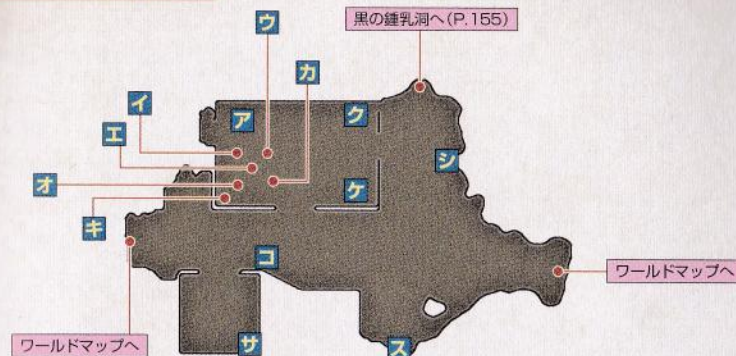 ウ
黒の鍾乳洞へ(P.155)
カ
イ
ア
ク
エ
シ
オ
ケ
キ
コ
ワールドマップへ
ワールドマップへ
サ
ス